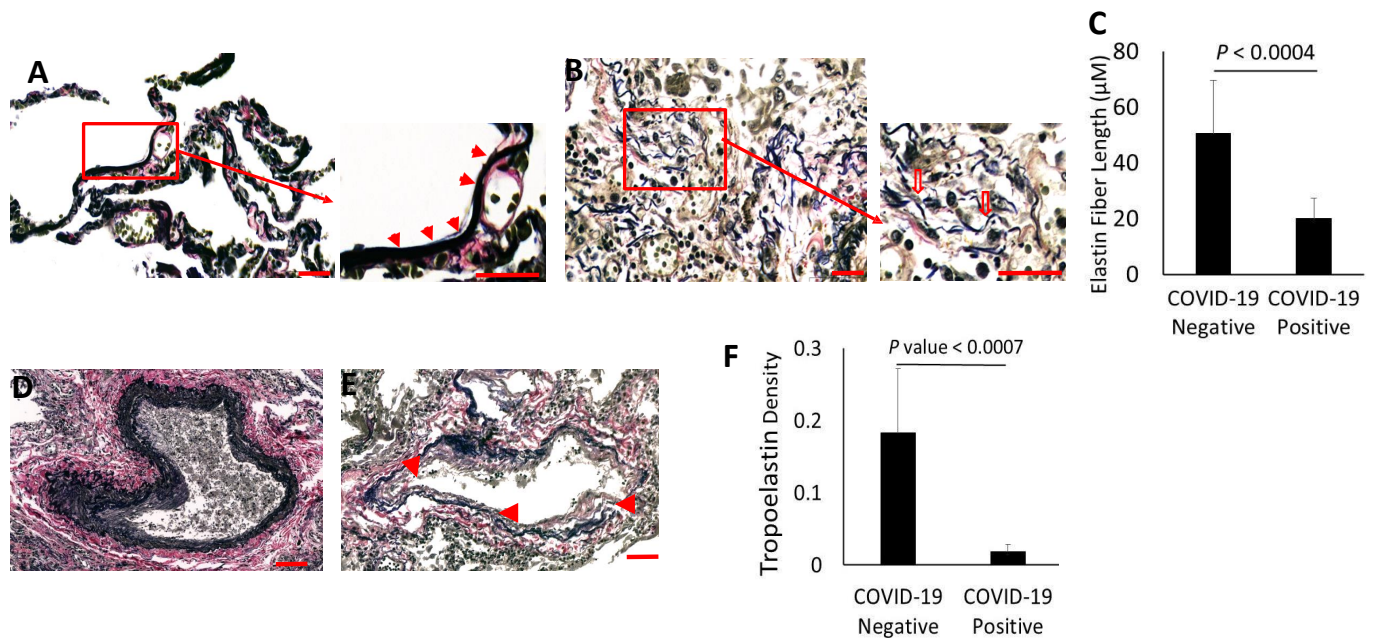 A
B
C
80
60
40
20
0
Elastin Fiber Length (µM)
P < 0.0004
COVID-19 COVID-19
Negative Positive
D
E
F
0.3
0.2
0.1
0
Tropoelastin Density
P value < 0.0007
COVID-19 COVID-19
Negative Positive